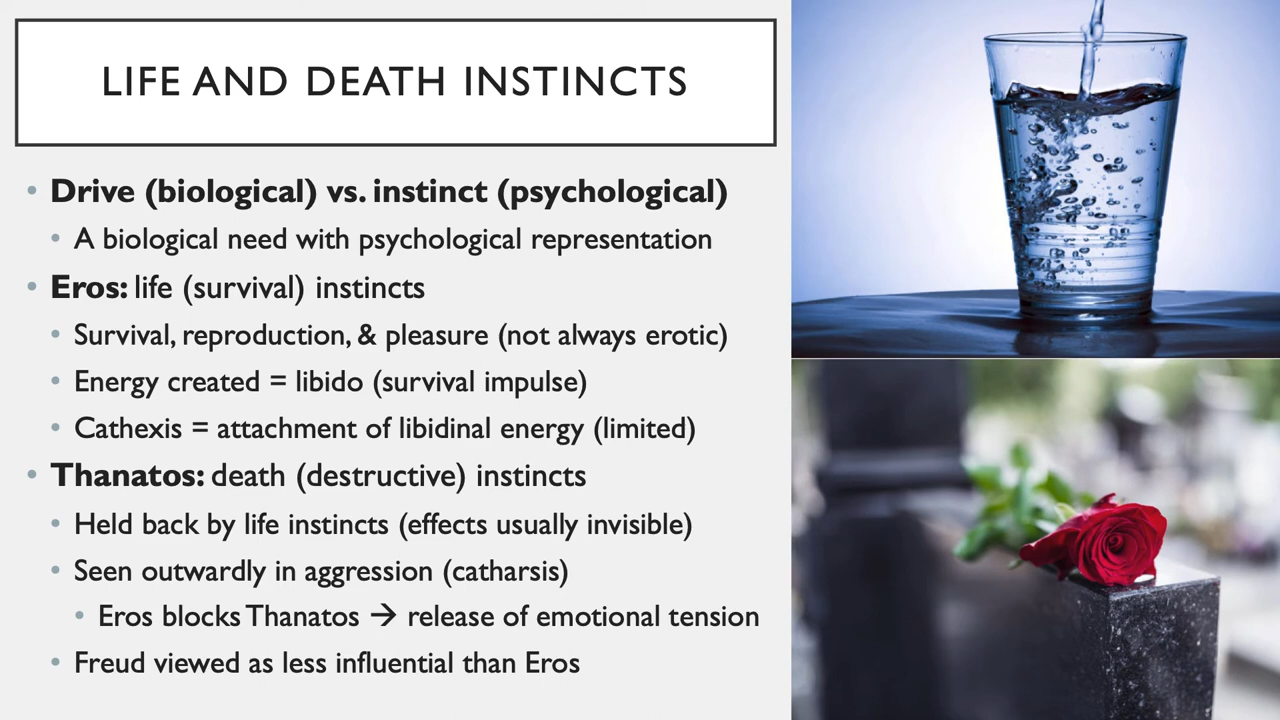 LIFE AND DEATH INSTINCTS
• Drive (biological) vs. instinct (psychological)
• A biological need with psychological representation
• Eros: life (survival) instincts
• Survival, reproduction, & pleasure (not always erotic)
• Energy created = libido (survival impulse)
• Cathexis = attachment of libidinal energy (limited)
• Thanatos: death (destructive) instincts
• Held back by life instincts (effects usually invisible)
• Seen outwardly in aggression (catharsis)
• Eros blocks Thanatos → release of emotional tension
• Freud viewed as less influential than Eros